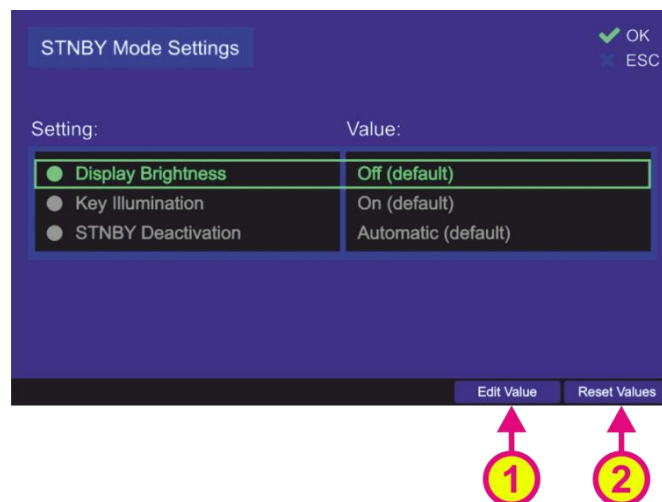 STNBY Mode Settings
OK
ESC
Setting: Value:
Display Brightness Off (default)
Key Illumination On (default)
STNBY Deactivation Automatic (default)
Edit Value Reset Values
1 2